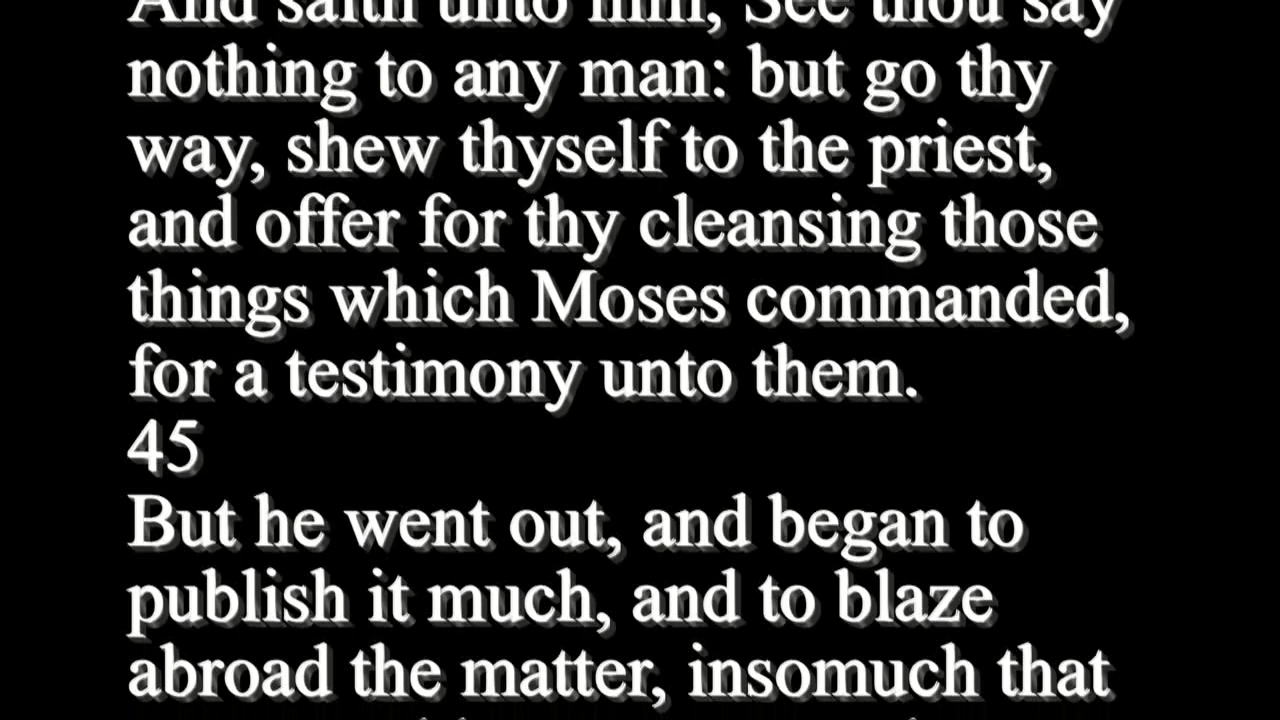 And saith unto him, See thou say
nothing to any man: but go thy
way, shew thyself to the priest,
and offer for thy cleansing those
things which Moses commanded,
for a testimony unto them.
45
But he went out, and began to
publish it much, and to blaze
abroad the matter, insomuch that